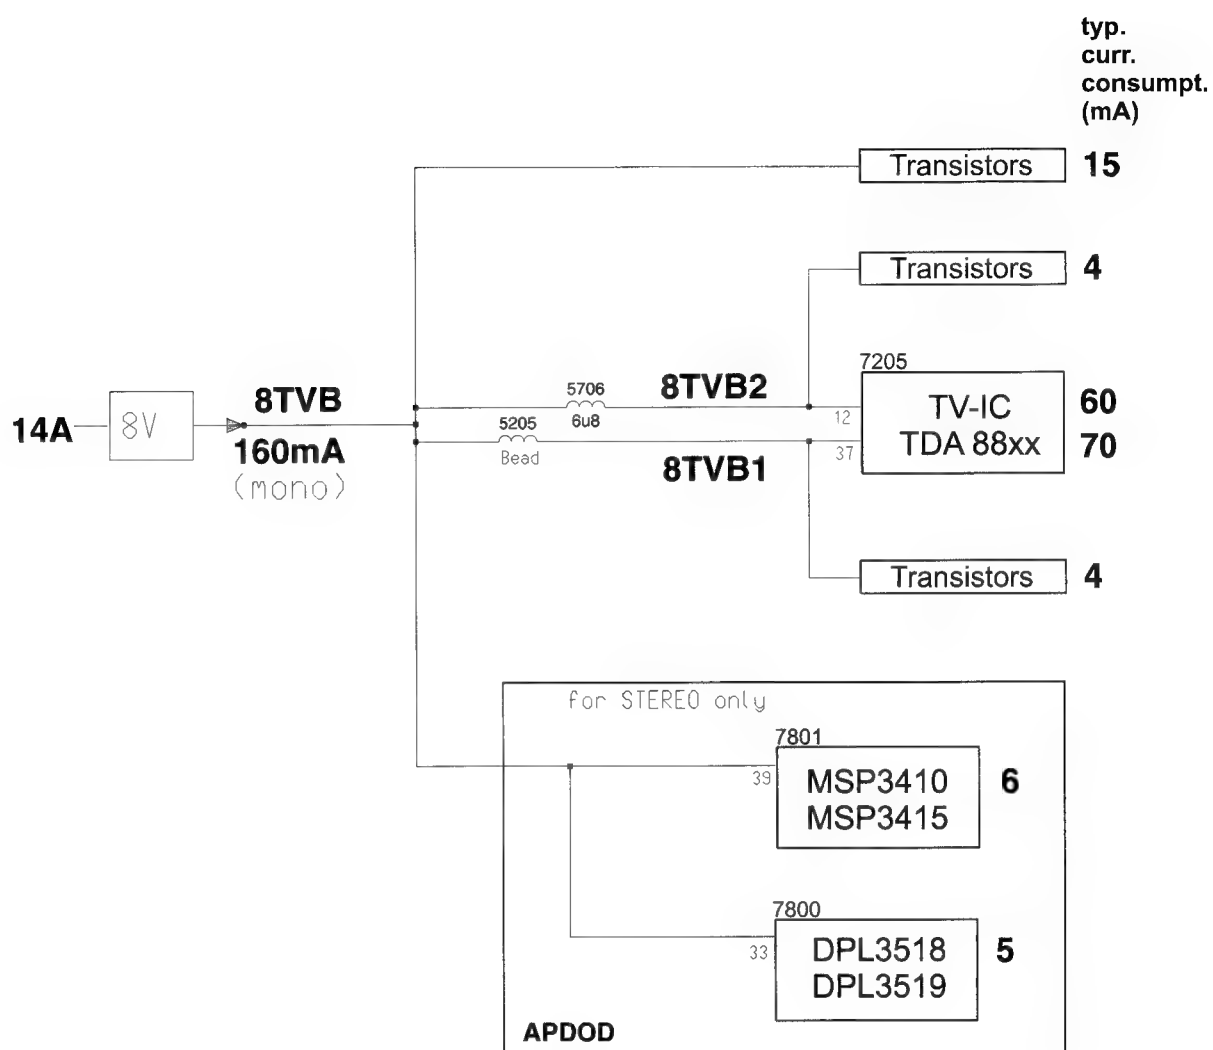 typ.
curr.
consumpt.
(mA)
Transistors 15
Transistors 4
7205
8TVB 5706 8TVB2
14A 8V 5205 6u8 12 TV-IC 60
160mA Bead 8TVB1 37 TDA 88xx 70
(mono)
Transistors 4
for STEREO only
7801
39 MSP3410 6
MSP3415
7800
33 DPL3518 5
DPL3519
APDOD